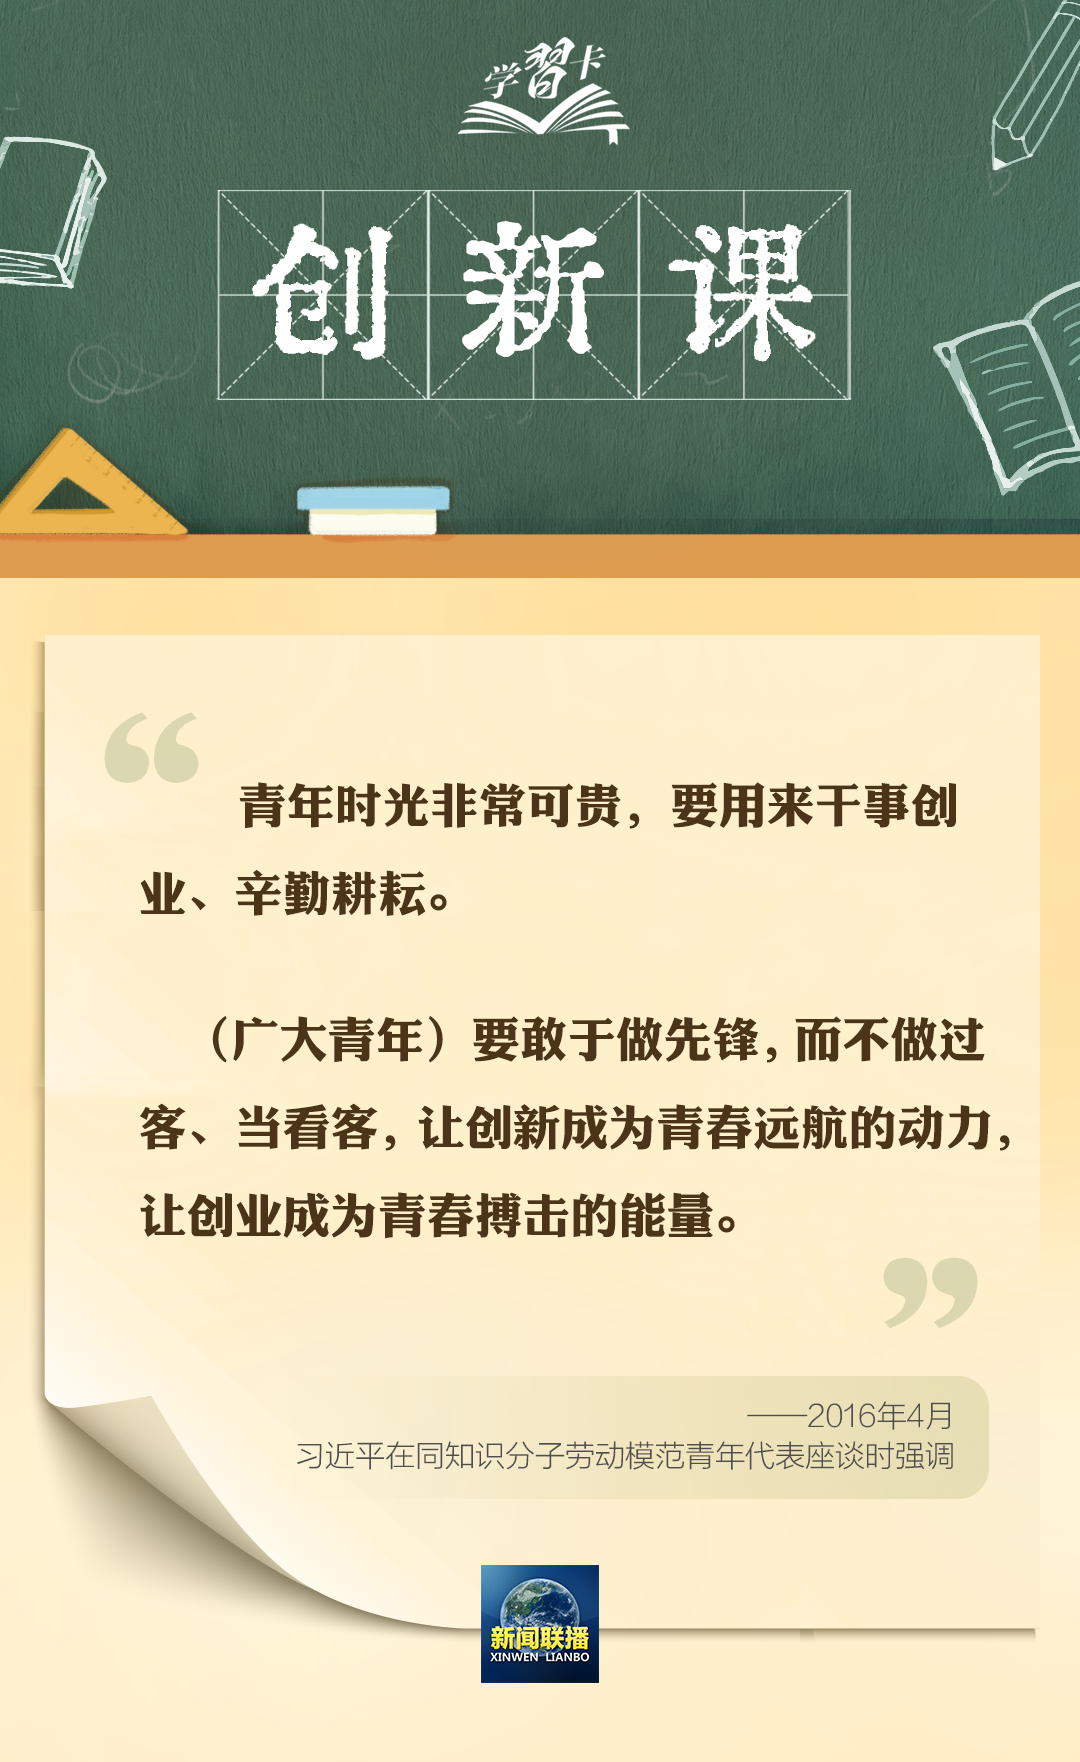 学習卡
创新课
青年时光非常可贵，要用来干事创
业、辛勤耕耘。
（广大青年）要敢于做先锋，而不做过
客、当看客，让创新成为青春远航的动力，
让创业成为青春搏击的能量。
——2016年4月
习近平在同知识分子劳动模范青年代表座谈时强调
新闻联播
XINWEN LIANBO